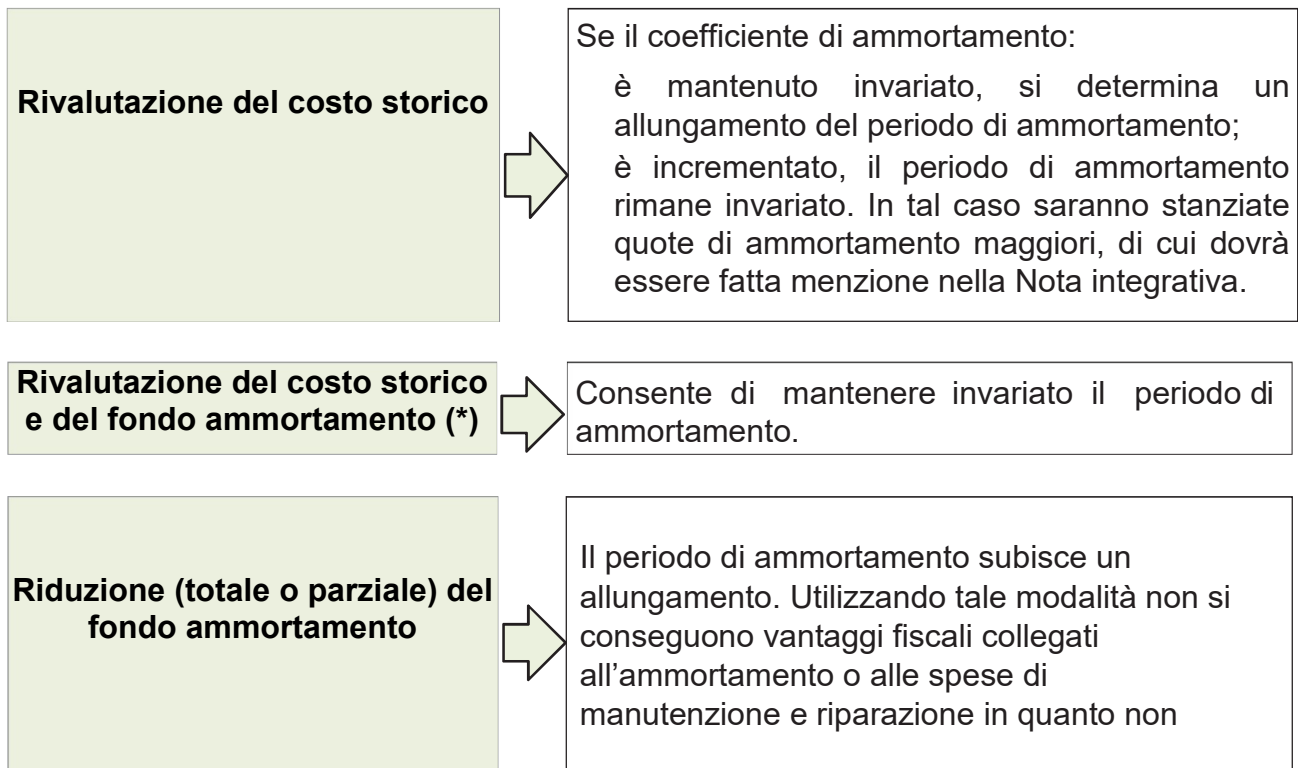 Rivalutazione del costo storico
Se il coefficiente di ammortamento:
è mantenuto invariato, si determina un
allungamento del periodo di ammortamento;
è incrementato, il periodo di ammortamento
rimane invariato. In tal caso saranno stanziate
quote di ammortamento maggiori, di cui dovrà
essere fatta menzione nella Nota integrativa.
Rivalutazione del costo storico
e del fondo ammortamento (*)
Consente di mantenere invariato il periodo di
ammortamento.
Riduzione (totale o parziale) del
fondo ammortamento
Il periodo di ammortamento subisce un
allungamento. Utilizzando tale modalità non si
conseguono vantaggi fiscali collegati
all’ammortamento o alle spese di
manutenzione e riparazione in quanto non